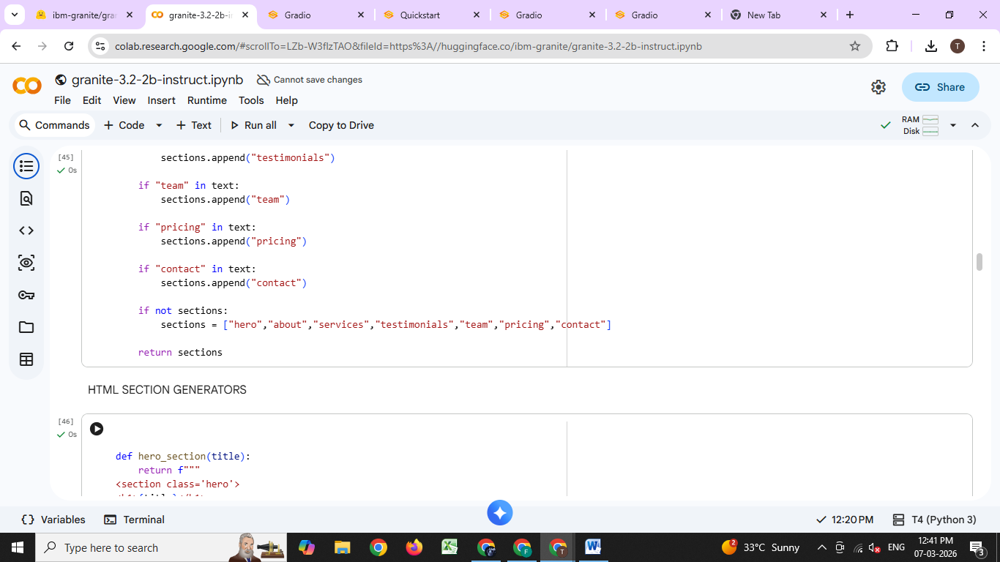 ibm-granite/gra
granite-3.2-2b-i
Gradio
Quickstart
Gradio
Gradio
New Tab
colab.research.google.com/#scrollTo=LZb-W3flzTAO&fileId=https%3A//huggingface.co/ibm-granite/granite-3.2-2b-instruct.ipynb
T
granite-3.2-2b-instruct.ipynb
Cannot save changes
File Edit View Insert Runtime Tools Help
Share
Commands + Code + Text Run all Copy to Drive
RAM
Disk
[45]
0s
sections.append("testimonials")
if "team" in text:
sections.append("team")
if "pricing" in text:
sections.append("pricing")
if "contact" in text:
sections.append("contact")
if not sections:
sections = ["hero","about","services","testimonials","team","pricing","contact"]
return sections
HTML SECTION GENERATORS
[46]
0s
def hero_section(title):
return f"""
<section class='hero'>
Variables
Terminal
12:20 PM
T4 (Python 3)
Type here to search
33°C Sunny
ENG
12:41 PM
07-03-2026
3